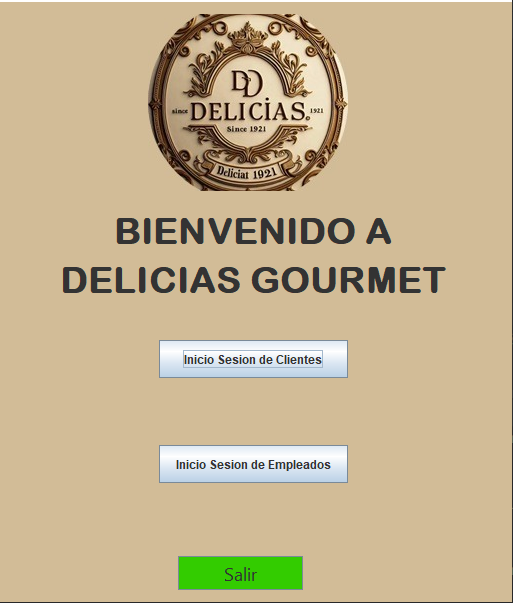 DD
DELICIAS.
since
1921
Since 1921
Deliciat 1921
BIENVENIDO A
DELICIAS GOURMET
Inicio Sesion de Clientes
Inicio Sesion de Empleados
Salir